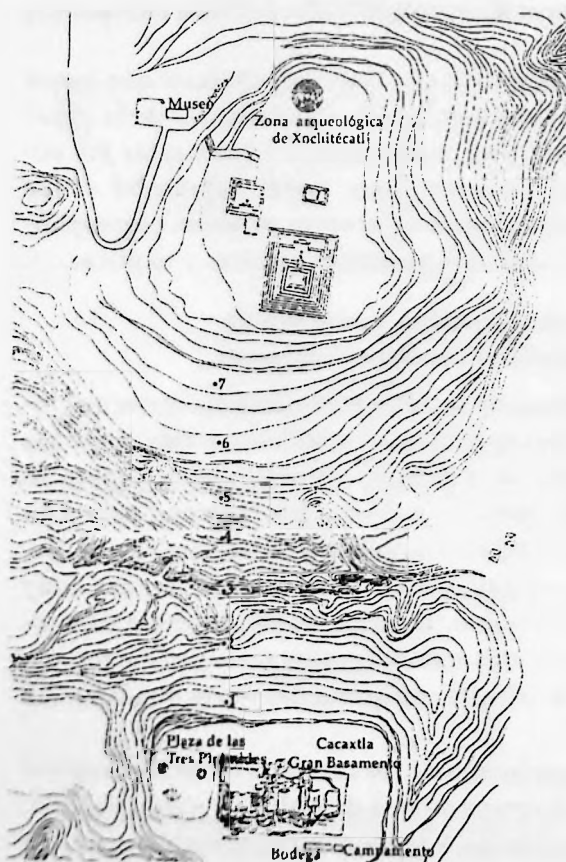 Museo
Zona arqueológica
de Xochitécatl
7
6
5
4
3
1
Plaza de las
Tres Pirámides
Cacaxtla
Gran Basamento
Bodega
Campamento